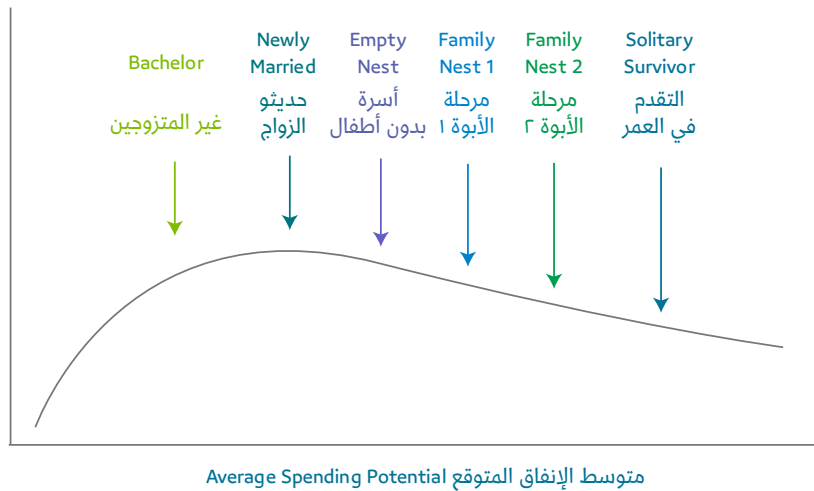 Bachelor
غير المتزوجين
Newly
Married
حديثو
الزواج
Empty
Nest
أسرة
بدون أطفال
Family
Nest 1
مرحلة
الأبوة ١
Family
Nest 2
مرحلة
الأبوة ٢
Solitary
Survivor
التقدم
في العمر
Average Spending Potential متوسط الإنفاق المتوقع